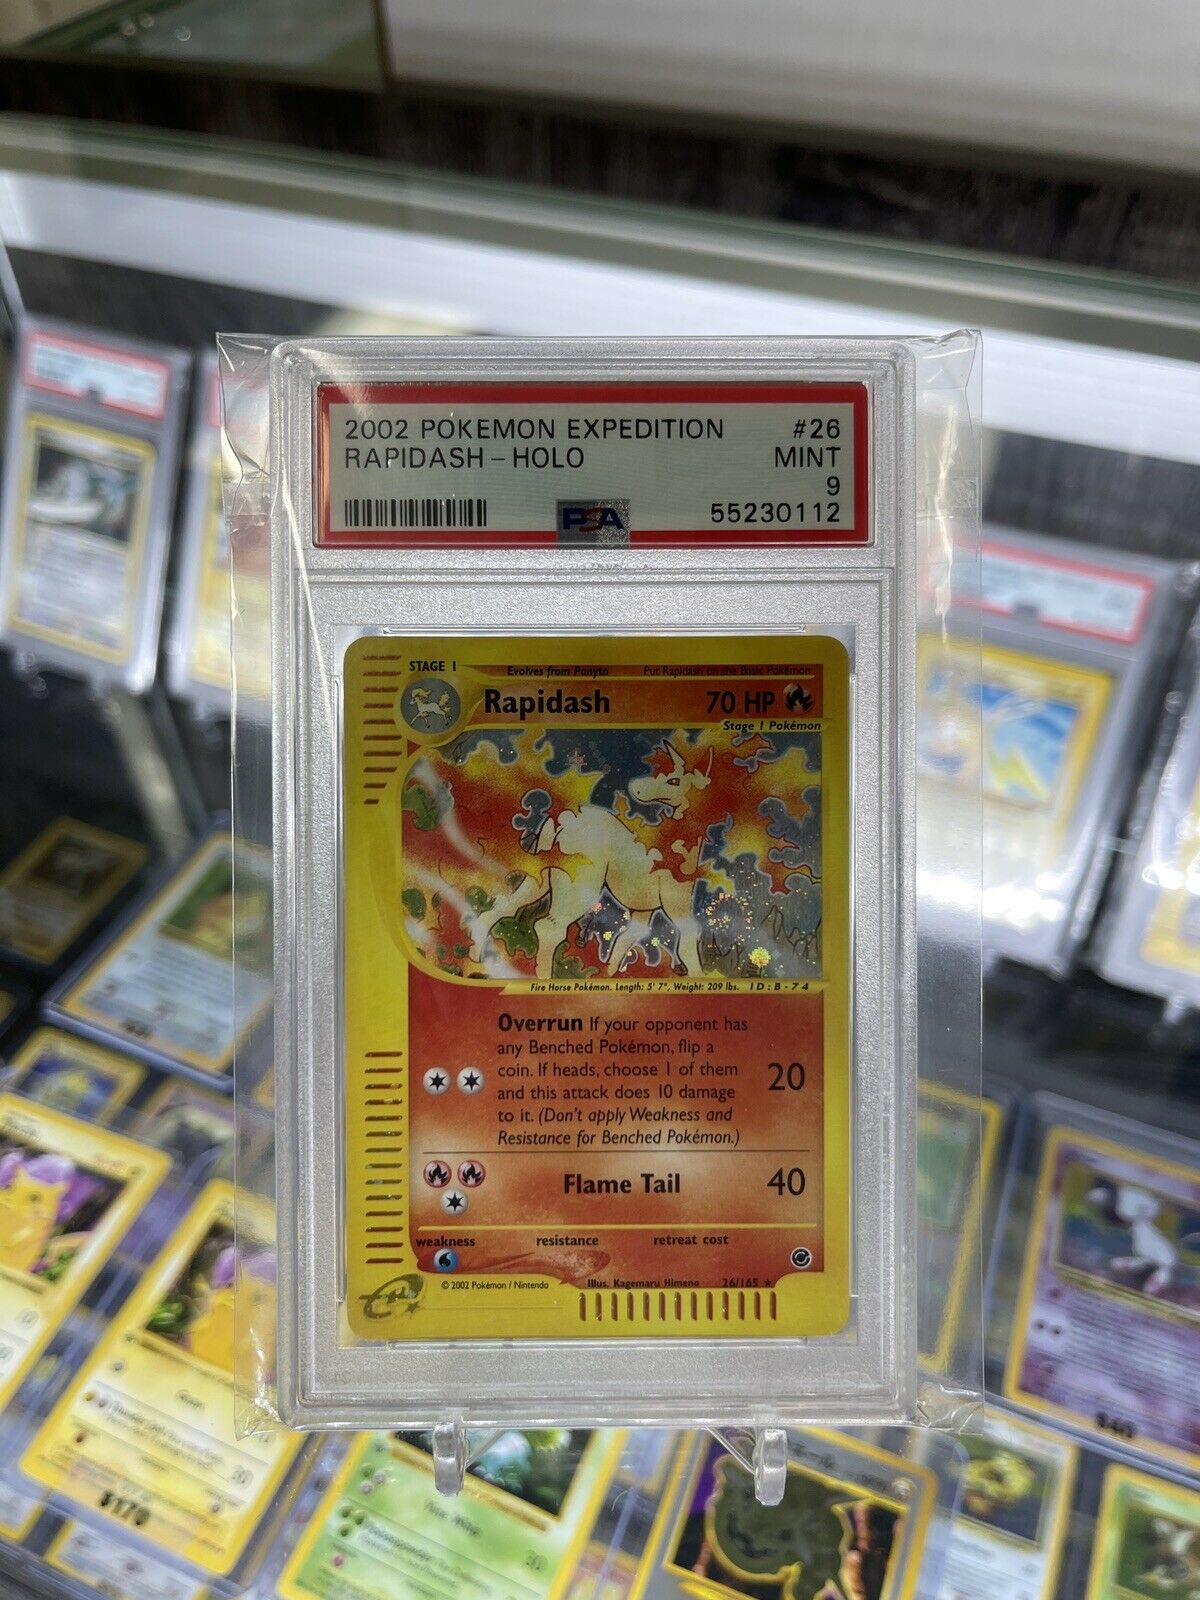 2002 POKEMON EXPEDITION #26
RAPIDASH - HOLO MINT
9
PSA 55230112
STAGE 1 Evolves from Ponyta Put Rapidash on the Basic Pokémon
Rapidash 70 HP
Stage 1 Pokémon
Fire Horse Pokémon. Length: 5' 7", Weight: 209 lbs. ID: B - 74
Overrun If your opponent has
any Benched Pokémon, flip a
coin. If heads, choose 1 of them
and this attack does 10 damage
to it. (Don't apply Weakness and
Resistance for Benched Pokémon.)
20
Flame Tail 40
weakness resistance retreat cost
© 2002 Pokémon / Nintendo Illus. Kagemaru Himeno 26/165 ★
$170
$40